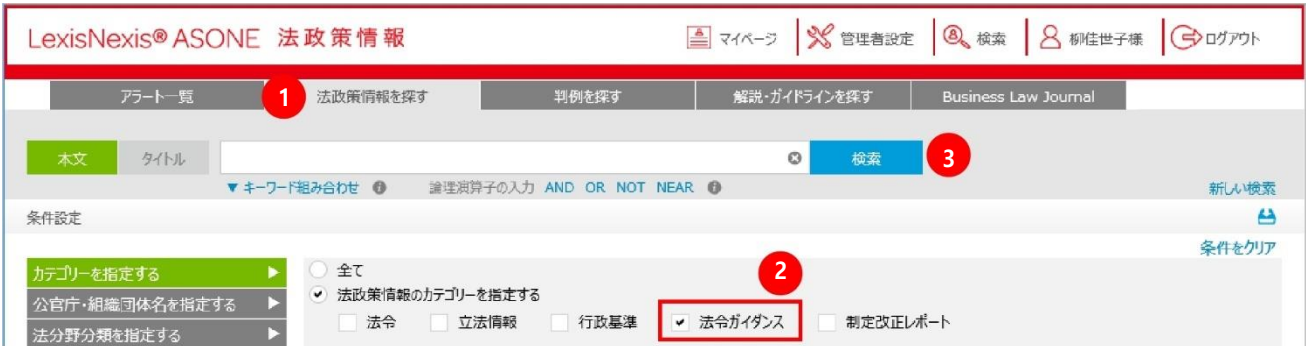 LexisNexis® ASONE 法政策情報
マイページ 管理者設定 検索 柳佳世子様 ログアウト
アラート一覧 1 法政策情報を探す 判例を探す 解説・ガイドラインを探す Business Law Journal
本文 タイトル 検索 3
▼ キーワード組み合わせ 論理演算子の入力 AND OR NOT NEAR 新しい検索
条件設定
条件をクリア
カテゴリーを指定する 全て 2
公官庁・組織団体名を指定する 法政策情報のカテゴリーを指定する
法分野分類を指定する 法令 立法情報 行政基準 法令ガイダンス 制定改正レポート